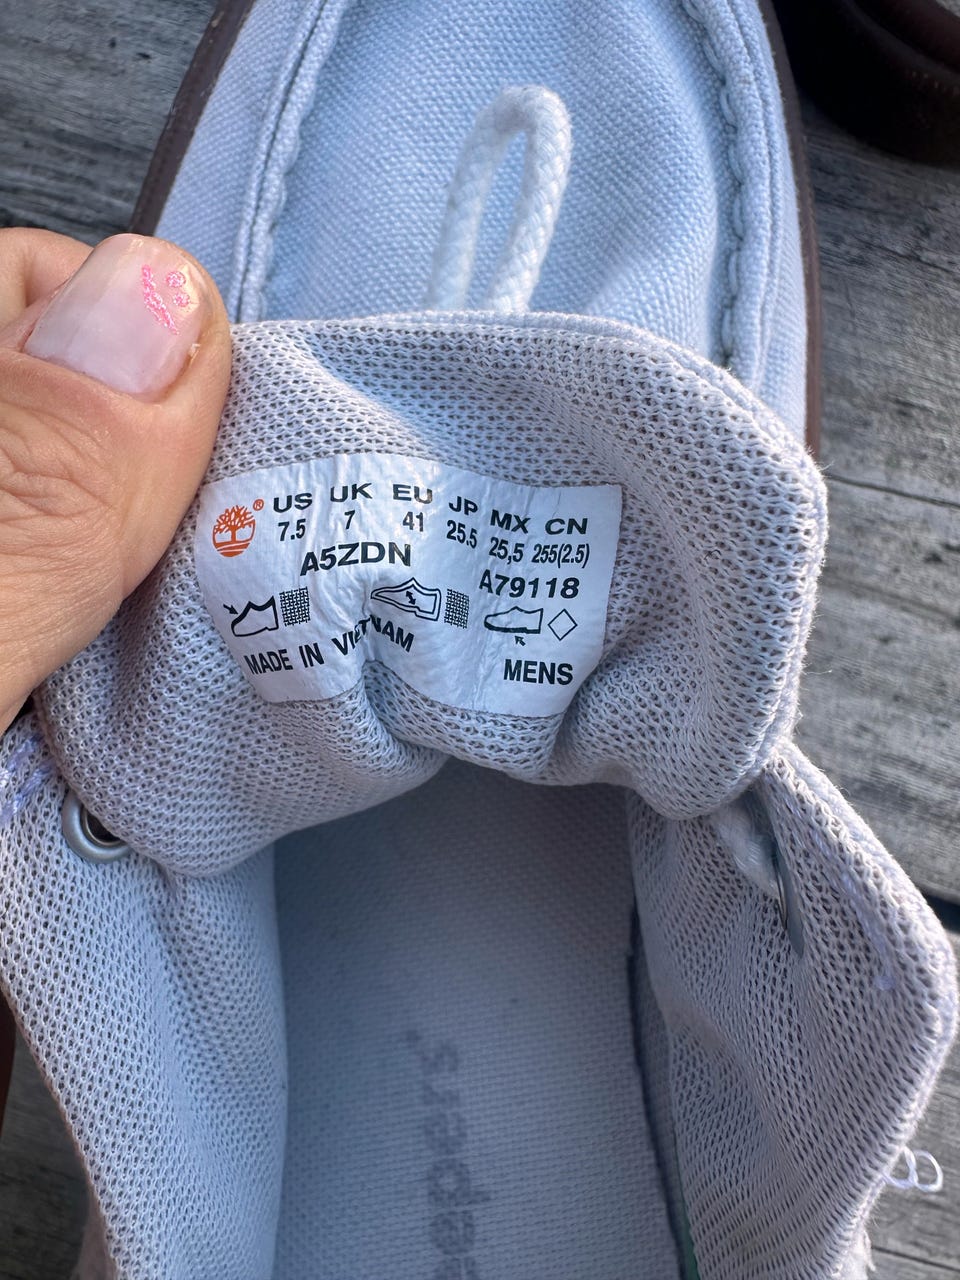 ® US UK EU JP MX CN
7.5 7 41 25.5 25,5 255(2.5)
A5ZDN A79118
MADE IN VIETNAM MENS